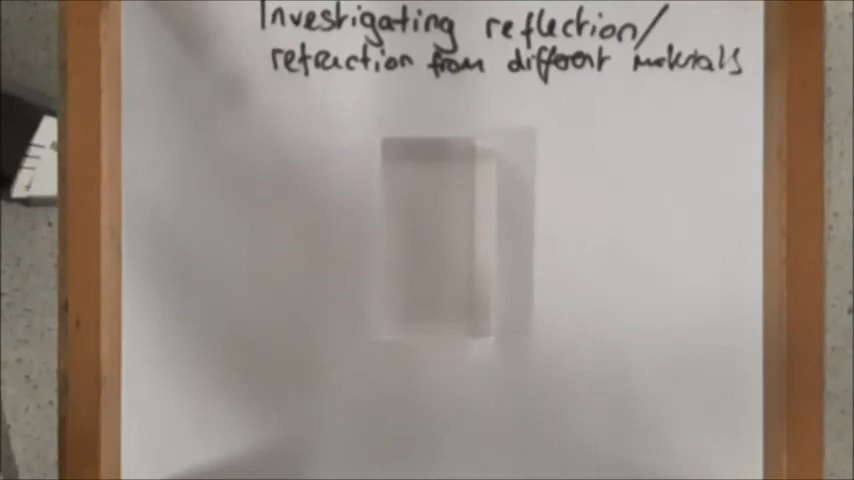 Investigating reflection/
refraction from different materials